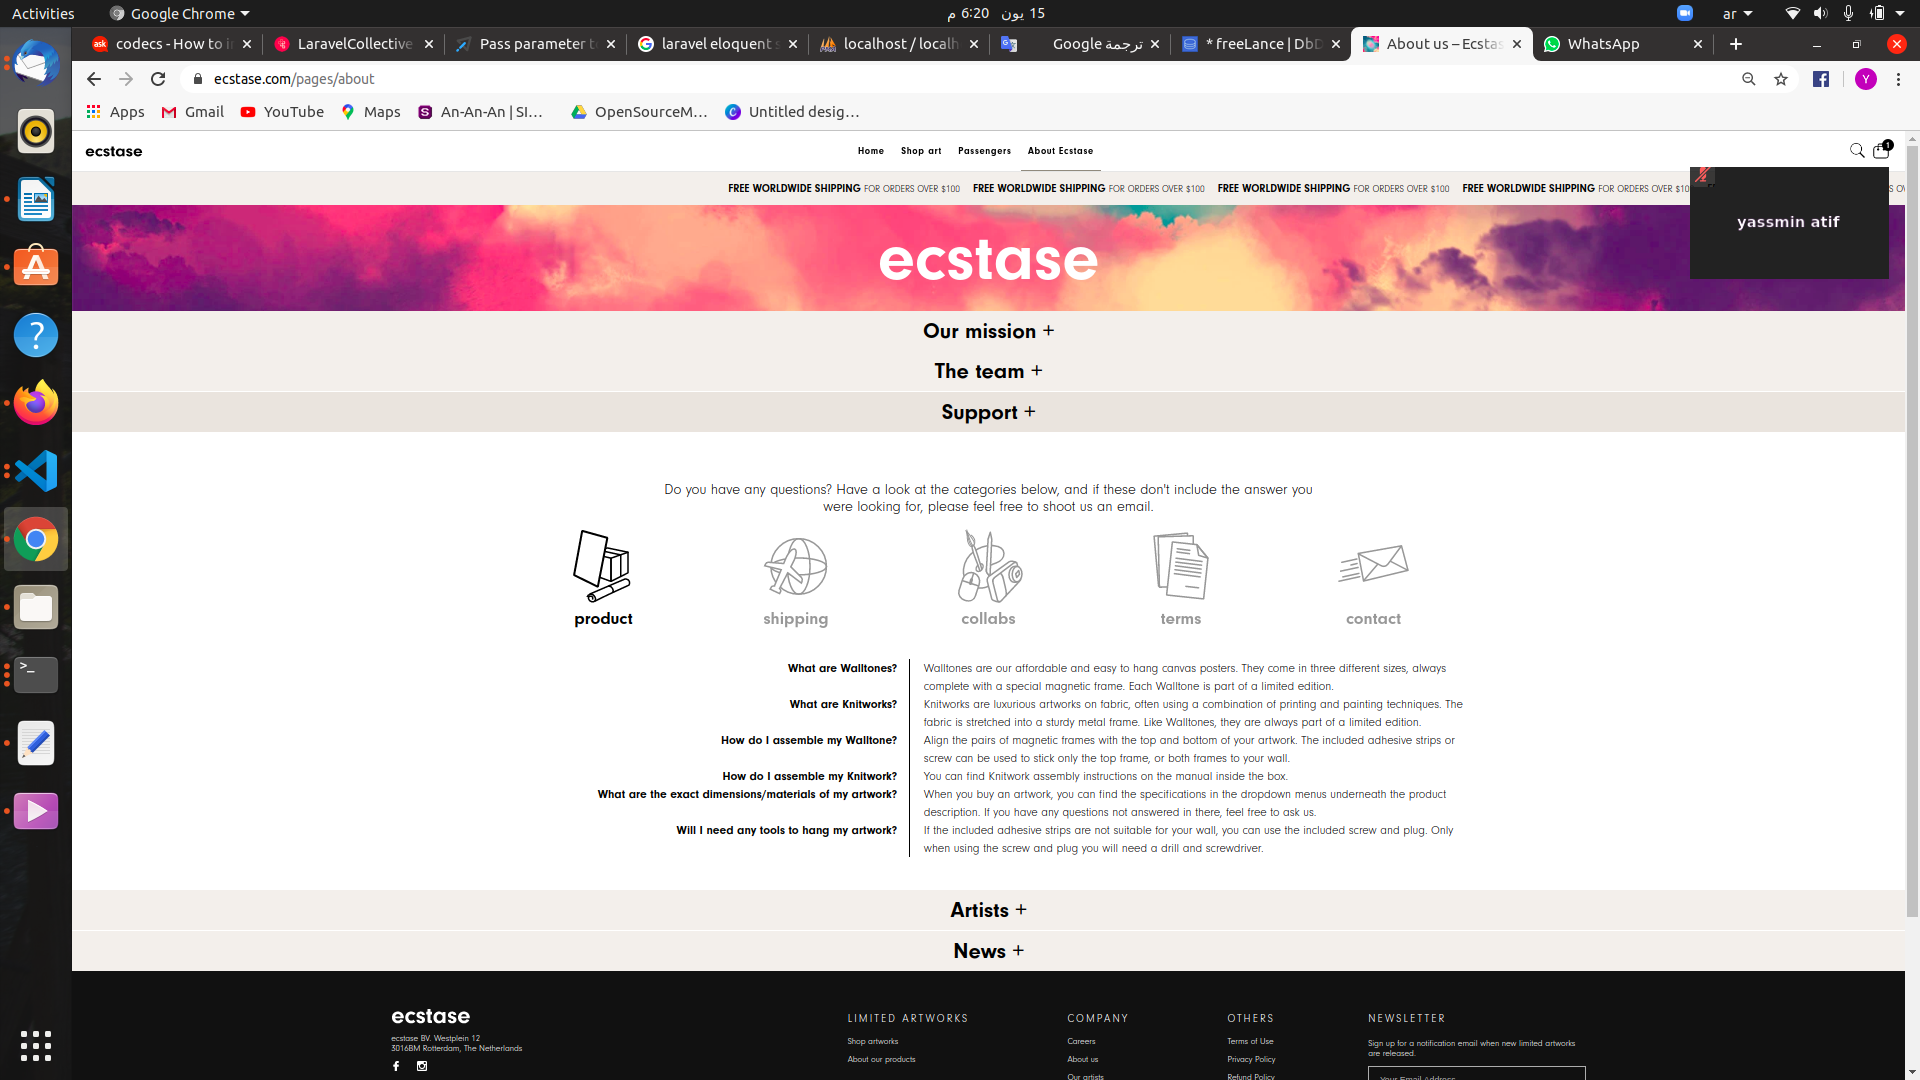 Activities
Google Chrome
15 يون 6:20 م
ar
codecs - How to i
LaravelCollective
Pass parameter t
laravel eloquent s
localhost / localh
ترجمة Google
* freeLance | DbD
About us – Ecstas
WhatsApp
ecstase.com/pages/about
Y
Apps
Gmail
YouTube
Maps
An-An-An | SI...
OpenSourceM...
Untitled desig...
ecstase
Home
Shop art
Passengers
About Ecstase
1
FREE WORLDWIDE SHIPPING FOR ORDERS OVER $100
FREE WORLDWIDE SHIPPING FOR ORDERS OVER $100
FREE WORLDWIDE SHIPPING FOR ORDERS OVER $100
FREE WORLDWIDE SHIPPING FOR ORDERS OVER $10
yassmin atif
ecstase
Our mission +
The team +
Support +
Do you have any questions? Have a look at the categories below, and if these don't include the answer you
were looking for, please feel free to shoot us an email.
product
shipping
collabs
terms
contact
What are Walltones?
Walltones are our affordable and easy to hang canvas posters. They come in three different sizes, always
complete with a special magnetic frame. Each Walltone is part of a limited edition.
What are Knitworks?
Knitworks are luxurious artworks on fabric, often using a combination of printing and painting techniques. The
fabric is stretched into a sturdy metal frame. Like Walltones, they are always part of a limited edition.
How do I assemble my Walltone?
Align the pairs of magnetic frames with the top and bottom of your artwork. The included adhesive strips or
screw can be used to stick only the top frame, or both frames to your wall.
How do I assemble my Knitwork?
You can find Knitwork assembly instructions on the manual inside the box.
What are the exact dimensions/materials of my artwork?
When you buy an artwork, you can find the specifications in the dropdown menus underneath the product
description. If you have any questions not answered in there, feel free to ask us.
Will I need any tools to hang my artwork?
If the included adhesive strips are not suitable for your wall, you can use the included screw and plug. Only
when using the screw and plug you will need a drill and screwdriver.
Artists +
News +
ecstase
ecstase BV. Westplein 12
3016BM Rotterdam, The Netherlands
LIMITED ARTWORKS
Shop artworks
About our products
COMPANY
Careers
About us
Our artists
OTHERS
Terms of Use
Privacy Policy
Refund Policy
NEWSLETTER
Sign up for a notification email when new limited artworks
are released.
Your Email Address